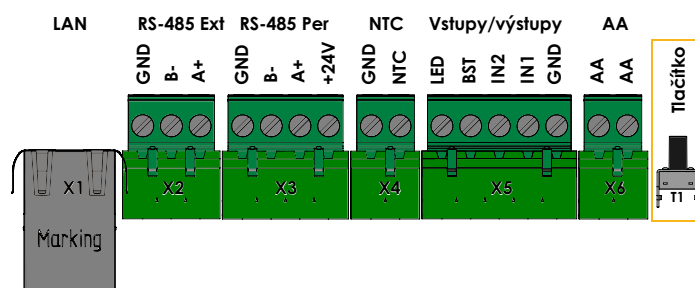 LAN RS-485 Ext RS-485 Per NTC Vstupy/výstupy AA
GND B- A+ GND B- A+ +24V GND NTC LED BST IN2 IN1 GND AA AA
Tlačítko
X1 X2 X3 X4 X5 X6 T1
Marking